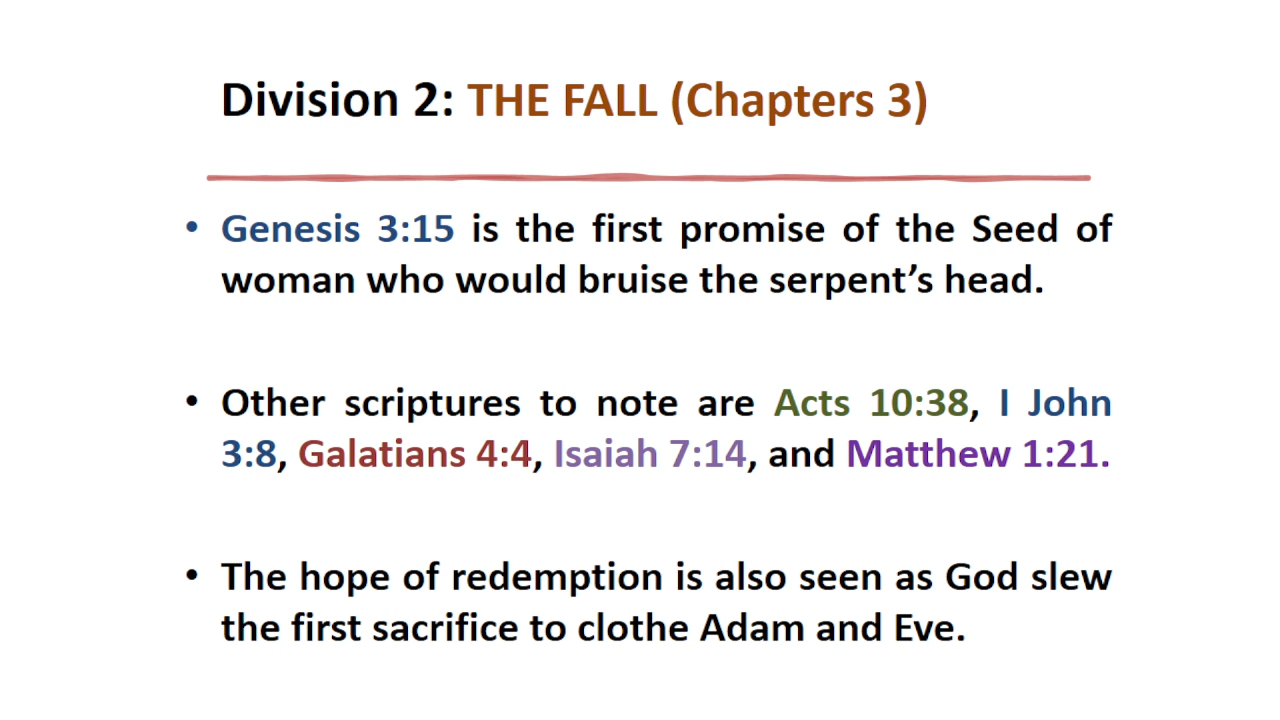 Division 2: THE FALL (Chapters 3)
• Genesis 3:15 is the first promise of the Seed of
woman who would bruise the serpent’s head.
• Other scriptures to note are Acts 10:38, I John
3:8, Galatians 4:4, Isaiah 7:14, and Matthew 1:21.
• The hope of redemption is also seen as God slew
the first sacrifice to clothe Adam and Eve.